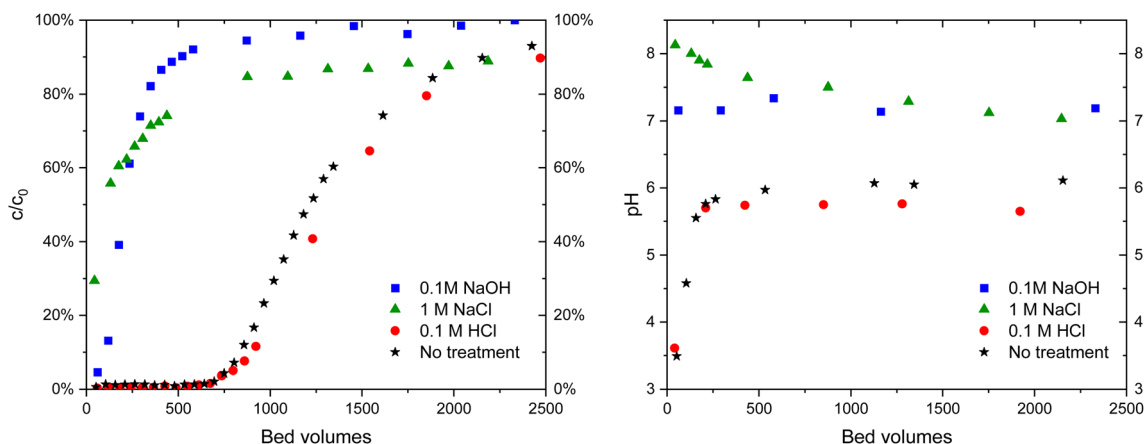 100%
80%
60%
40%
20%
0%
c/c0
100%
80%
60%
40%
20%
0%
0.1M NaOH
1 M NaCl
0.1 M HCl
No treatment
0 500 1000 1500 2000 2500
Bed volumes
8
7
6
5
4
3
pH
8
7
6
5
4
3
0.1M NaOH
1 M NaCl
0.1 M HCl
No treatment
0 500 1000 1500 2000 2500
Bed volumes